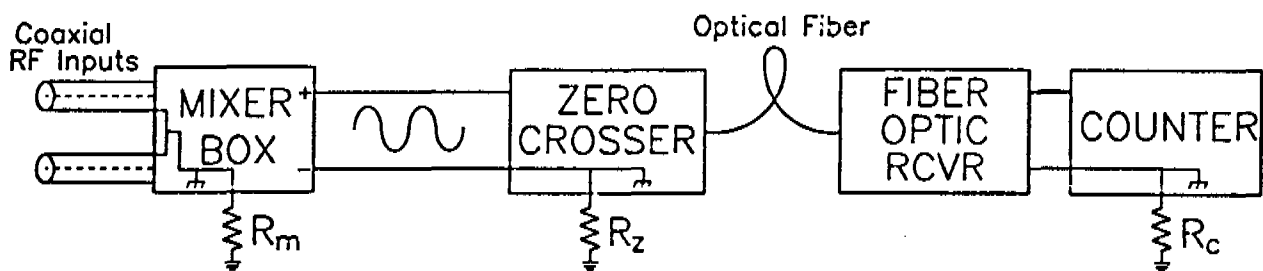 Coaxial
RF Inputs
Optical Fiber
MIXER
BOX
+
−
ZERO
CROSSER
FIBER
OPTIC
RCVR
COUNTER
Rm
Rz
Rc